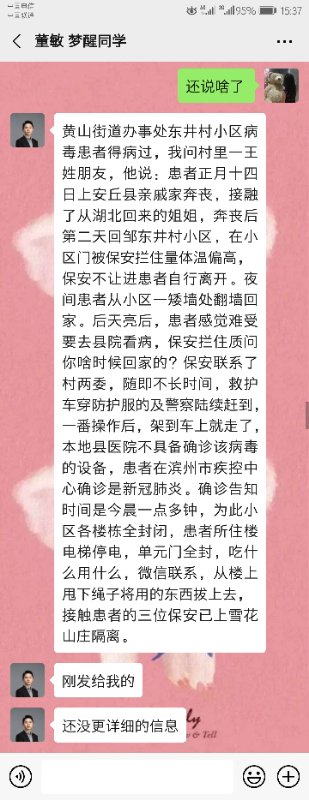 95% 15:37
董敏 梦醒同学
还说啥了
黄山街道办事处东井村小区病
毒患者得病过，我问村里一王
姓朋友，他说：患者正月十四
日上安丘县亲戚家奔丧，接融
了从湖北回来的姐姐，奔丧后
第二天回邹东井村小区，在小
区门被保安拦住量体温偏高，
保安不让进患者自行离开。夜
间患者从小区一矮墙处翻墙回
家。后天亮后，患者感觉难受
要去县院看病，保安拦住质问
你啥时候回家的？保安联系了
村两委，随即不长时间，救护
车穿防护服的及警察陆续赶到，
一番操作后，架到车上就走了，
本地县医院不具备确诊该病毒
的设备，患者在滨州市疾控中
心确诊是新冠肺炎。确诊告知
时间是今晨一点多钟，为此小
区各楼栋全封闭，患者所住楼
电梯停电，单元门全封，吃什
么用什么，微信联系，从楼上
甩下绳子将用的东西拔上去，
接触患者的三位保安已上雪花
山庄隔离。
刚发给我的
还没更详细的信息
& Tell